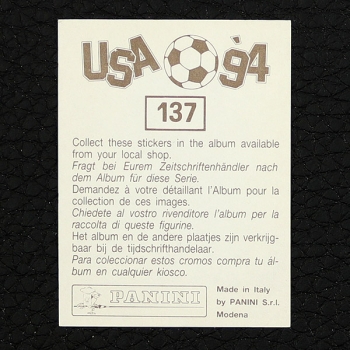 USA 94
137
Collect these stickers in the album available
from your local shop.
Fragt bei Eurem Zeitschriftenhändler nach
dem Album für diese Serie.
Demandez à votre détaillant l'Album pour la
collection de ces images.
Chiedete al vostro rivenditore l'album per la
raccolta di queste figurine.
Het album en de andere plaatjes zijn verkrijg-
baar bij de tijdschrifthandelaar.
Para coleccionar estos cromos compra tu ál-
bum en cualquier kiosco.
PANINI
Made in Italy
by PANINI S.r.l.
Modena